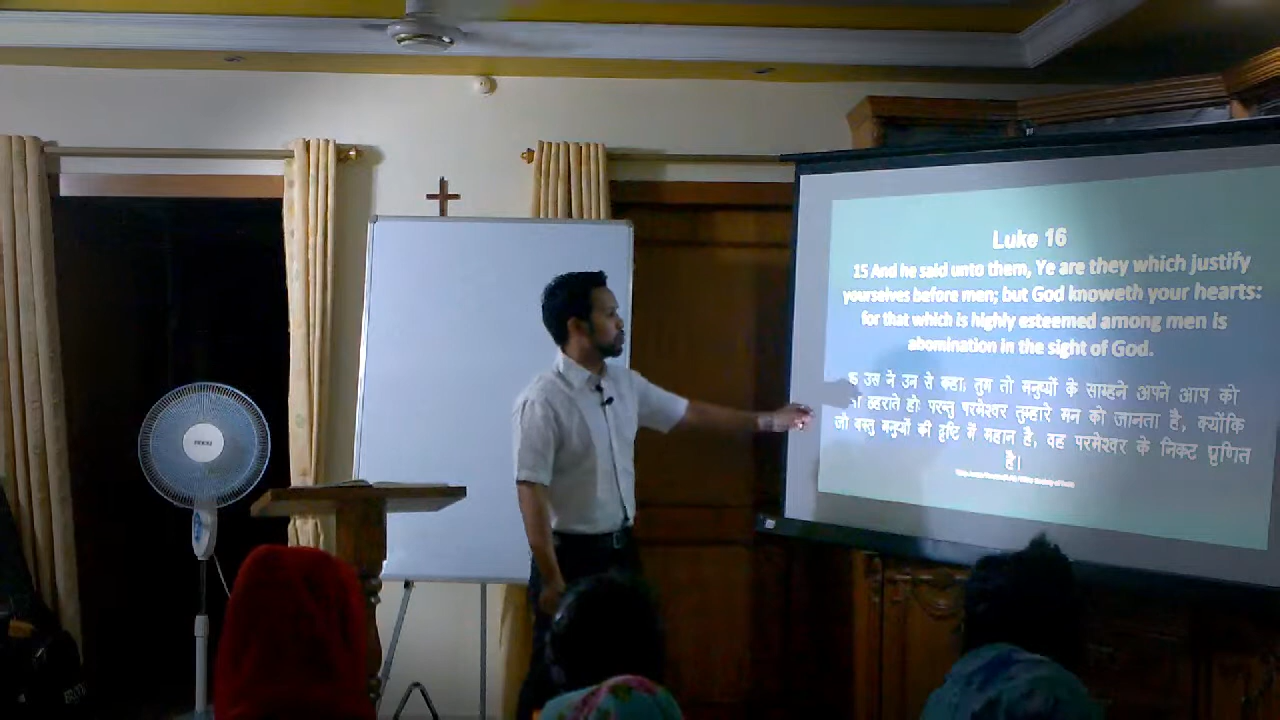 Luke 16
15 And he said unto them, Ye are they which justify
yourselves before men; but God knoweth your hearts:
for that which is highly esteemed among men is
abomination in the sight of God.
उस ने उन से कहा; तुम तो मनुष्यों के साम्हने अपने आप को
ठहराते हो: परन्तु परमेश्वर तुम्हारे मन को जानता है, क्योंकि
जो वस्तु मनुष्यों की दृष्टि में महान है, वह परमेश्वर के निकट घृणित
है।